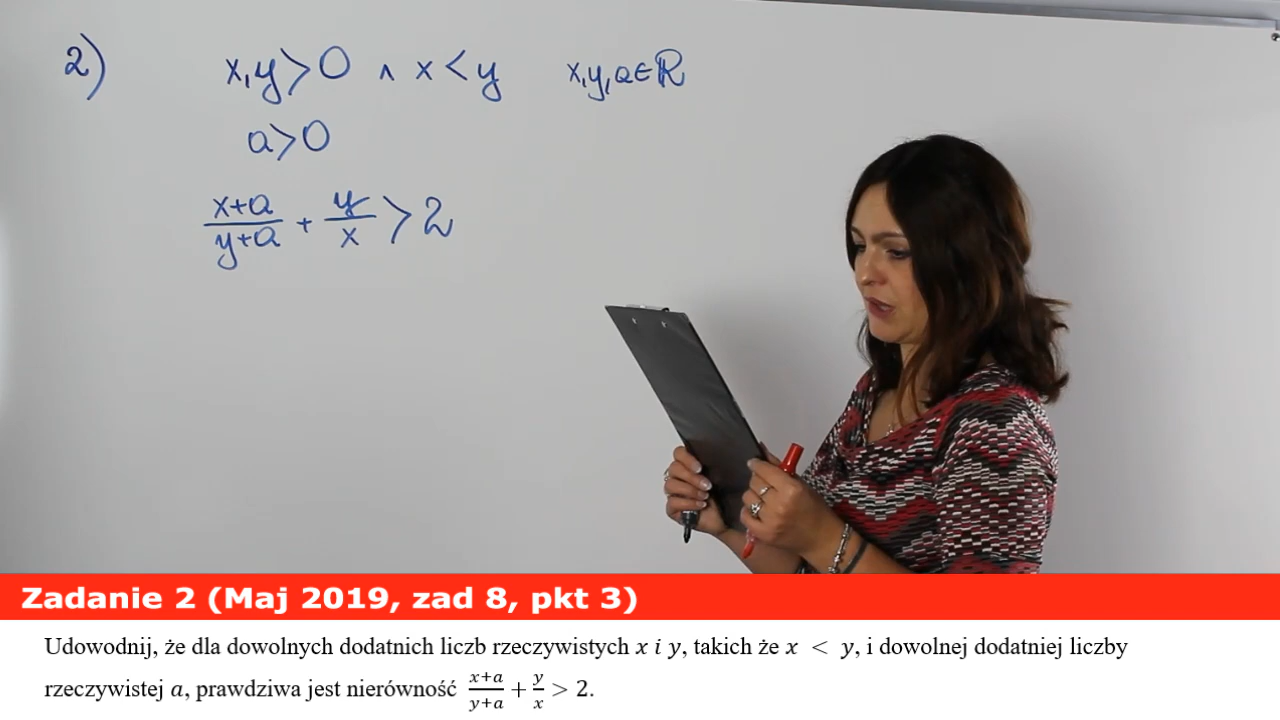 2) x,y>0 ∧ x<y x,y,a∈ℝ
a>0
x+a/y+a + y/x >2
Zadanie 2 (Maj 2019, zad 8, pkt 3)
Udowodnij, że dla dowolnych dodatnich liczb rzeczywistych x i y, takich że x < y, i dowolnej dodatniej liczby
rzeczywistej a, prawdziwa jest nierówność x+a/y+a + y/x > 2.